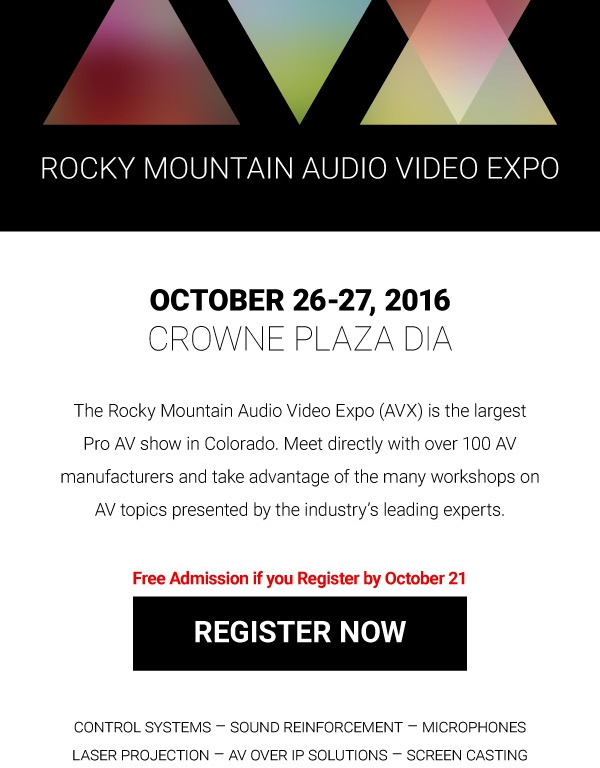 ROCKY MOUNTAIN AUDIO VIDEO EXPO
OCTOBER 26-27, 2016
CROWNE PLAZA DIA
The Rocky Mountain Audio Video Expo (AVX) is the largest
Pro AV show in Colorado. Meet directly with over 100 AV
manufacturers and take advantage of the many workshops on
AV topics presented by the industry’s leading experts.
Free Admission if you Register by October 21
REGISTER NOW
CONTROL SYSTEMS – SOUND REINFORCEMENT – MICROPHONES
LASER PROJECTION – AV OVER IP SOLUTIONS – SCREEN CASTING